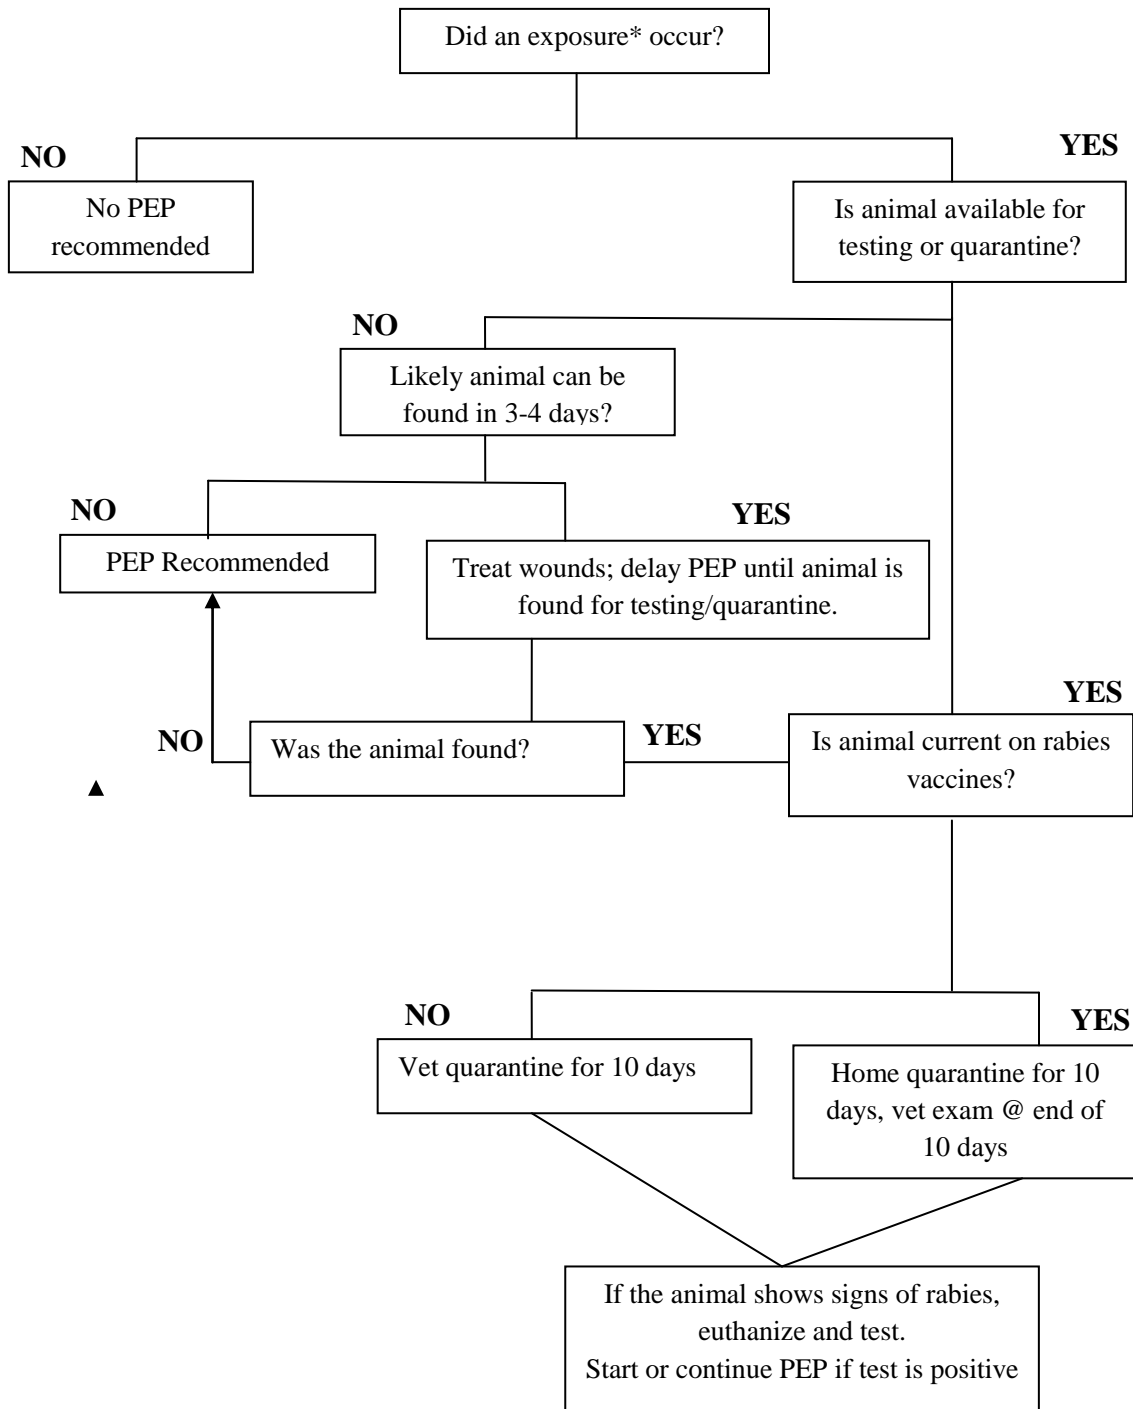 Did an exposure* occur?
NO
YES
No PEP
recommended
Is animal available for
testing or quarantine?
NO
Likely animal can be
found in 3-4 days?
NO
YES
PEP Recommended
Treat wounds; delay PEP until animal is
found for testing/quarantine.
YES
NO
Was the animal found?
YES
Is animal current on rabies
vaccines?
NO
YES
Vet quarantine for 10 days
Home quarantine for 10
days, vet exam @ end of
10 days
If the animal shows signs of rabies,
euthanize and test.
Start or continue PEP if test is positive